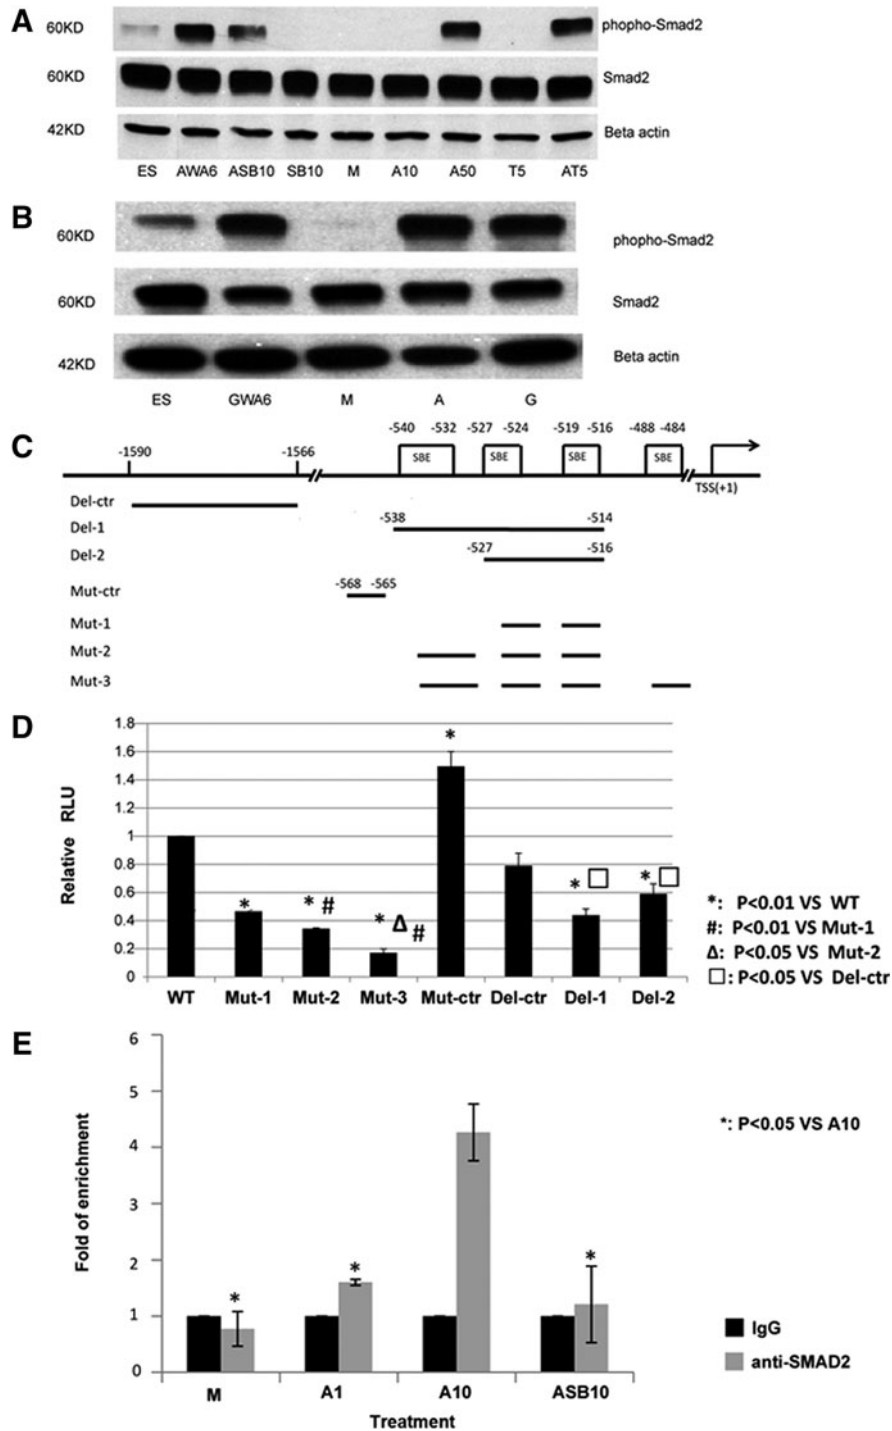 A
60KD
phopho-Smad2
60KD
Smad2
42KD
Beta actin
ES AWA6 ASB10 SB10 M A10 A50 T5 AT5
B
60KD
phopho-Smad2
60KD
Smad2
42KD
Beta actin
ES GWA6 M A G
C
-540 -532 -527 -524 -519 -516 -488 -484
-1590 -1566
SBE SBE SBE SBE
TSS(+1)
Del-ctr
Del-1 -538 -514
Del-2 -527 -516
Mut-ctr -568 -565
Mut-1
Mut-2
Mut-3
D
Relative RLU
1.8
1.6
1.4
1.2
1
0.8
0.6
0.4
0.2
0
*
* #
* Δ #
*
* □
* □
WT Mut-1 Mut-2 Mut-3 Mut-ctr Del-ctr Del-1 Del-2
*: P<0.01 VS WT
#: P<0.01 VS Mut-1
Δ: P<0.05 VS Mut-2
□: P<0.05 VS Del-ctr
E
Fold of enrichment
6
5
4
3
2
1
0
*
*
*
M A1 A10 ASB10
Treatment
*: P<0.05 VS A10
IgG
anti-SMAD2